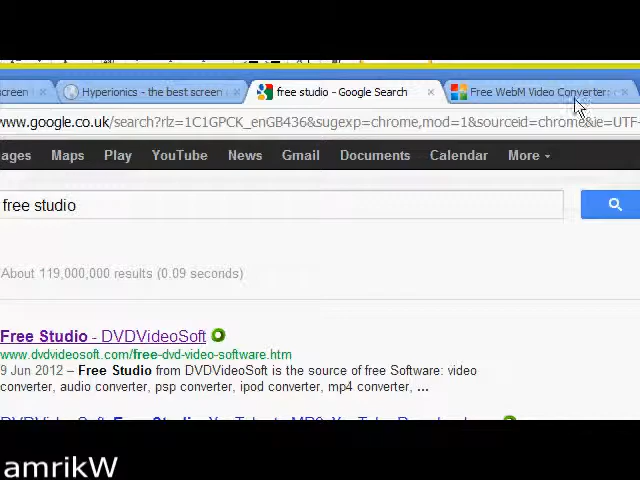 screen
Hyperionics - the best screen
free studio - Google Search
Free WebM Video Converter:
www.google.co.uk/search?rlz=1C1GPCK_enGB436&sugexp=chrome,mod=1&sourceid=chrome&ie=UTF-
ages Maps Play YouTube News Gmail Documents Calendar More
free studio
About 119,000,000 results (0.09 seconds)
Free Studio - DVDVideoSoft
www.dvdvideosoft.com/free-dvd-video-software.htm
9 Jun 2012 – Free Studio from DVDVideoSoft is the source of free Software: video
converter, audio converter, psp converter, ipod converter, mp4 converter, ...
amrikW